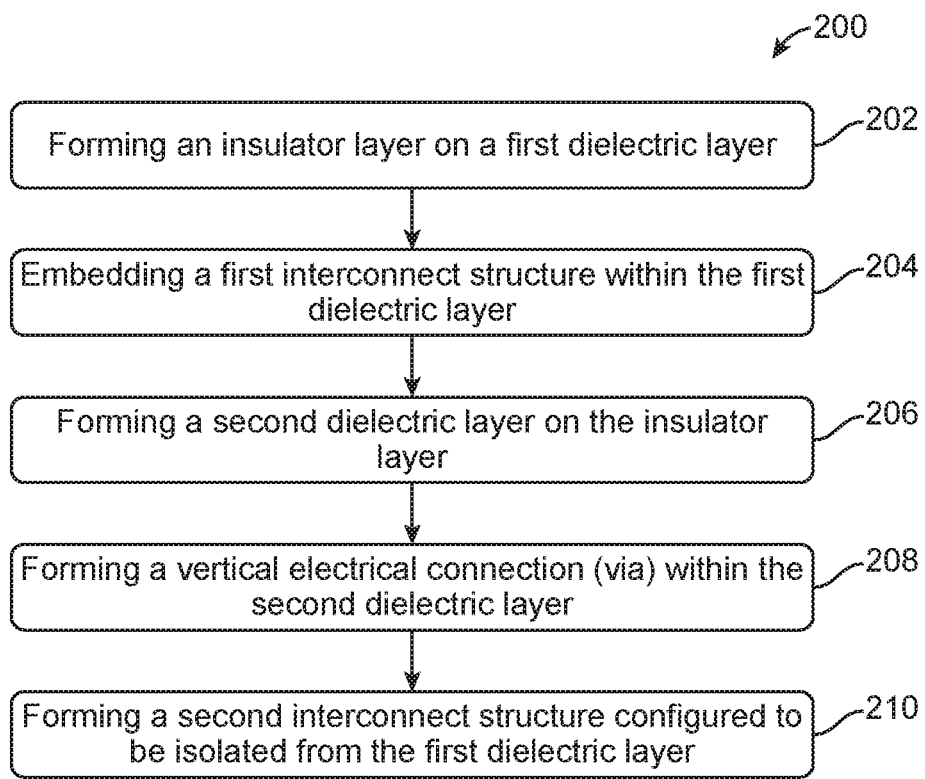 200
Forming an insulator layer on a first dielectric layer
202
Embedding a first interconnect structure within the first
dielectric layer
204
Forming a second dielectric layer on the insulator
layer
206
Forming a vertical electrical connection (via) within the
second dielectric layer
208
Forming a second interconnect structure configured to
be isolated from the first dielectric layer
210